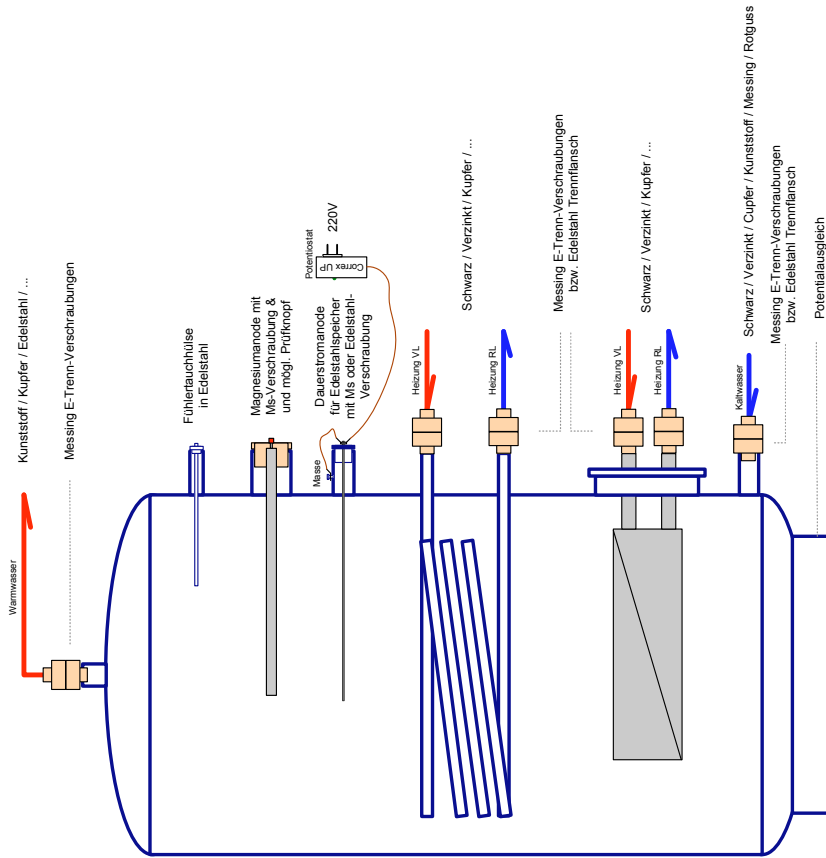 Kunststoff / Kupfer / Edelstahl / ...
Warmwasser
Messing E-Trenn-Verschraubungen
Fühlertauchhülse
in Edelstahl
Magnesiumanode mit
Ms-Verschraubung &
und mögl. Prüfknopf
Potentiostat
Correx UP
220V
Dauerstromanode
für Edelstahlspeicher
mit Ms oder Edelstahl-
Verschraubung
Masse
Heizung VL
Schwarz / Verzinkt / Kupfer / ...
Heizung RL
Messing E-Trenn-Verschraubungen
bzw. Edelstahl Trennflansch
Heizung VL
Schwarz / Verzinkt / Kupfer / ...
Heizung RL
Kaltwasser
Schwarz / Verzinkt / Cupfer / Kunststoff / Messing / Rotguss
Messing E-Trenn-Verschraubungen
bzw. Edelstahl Trennflansch
Potentialausgleich